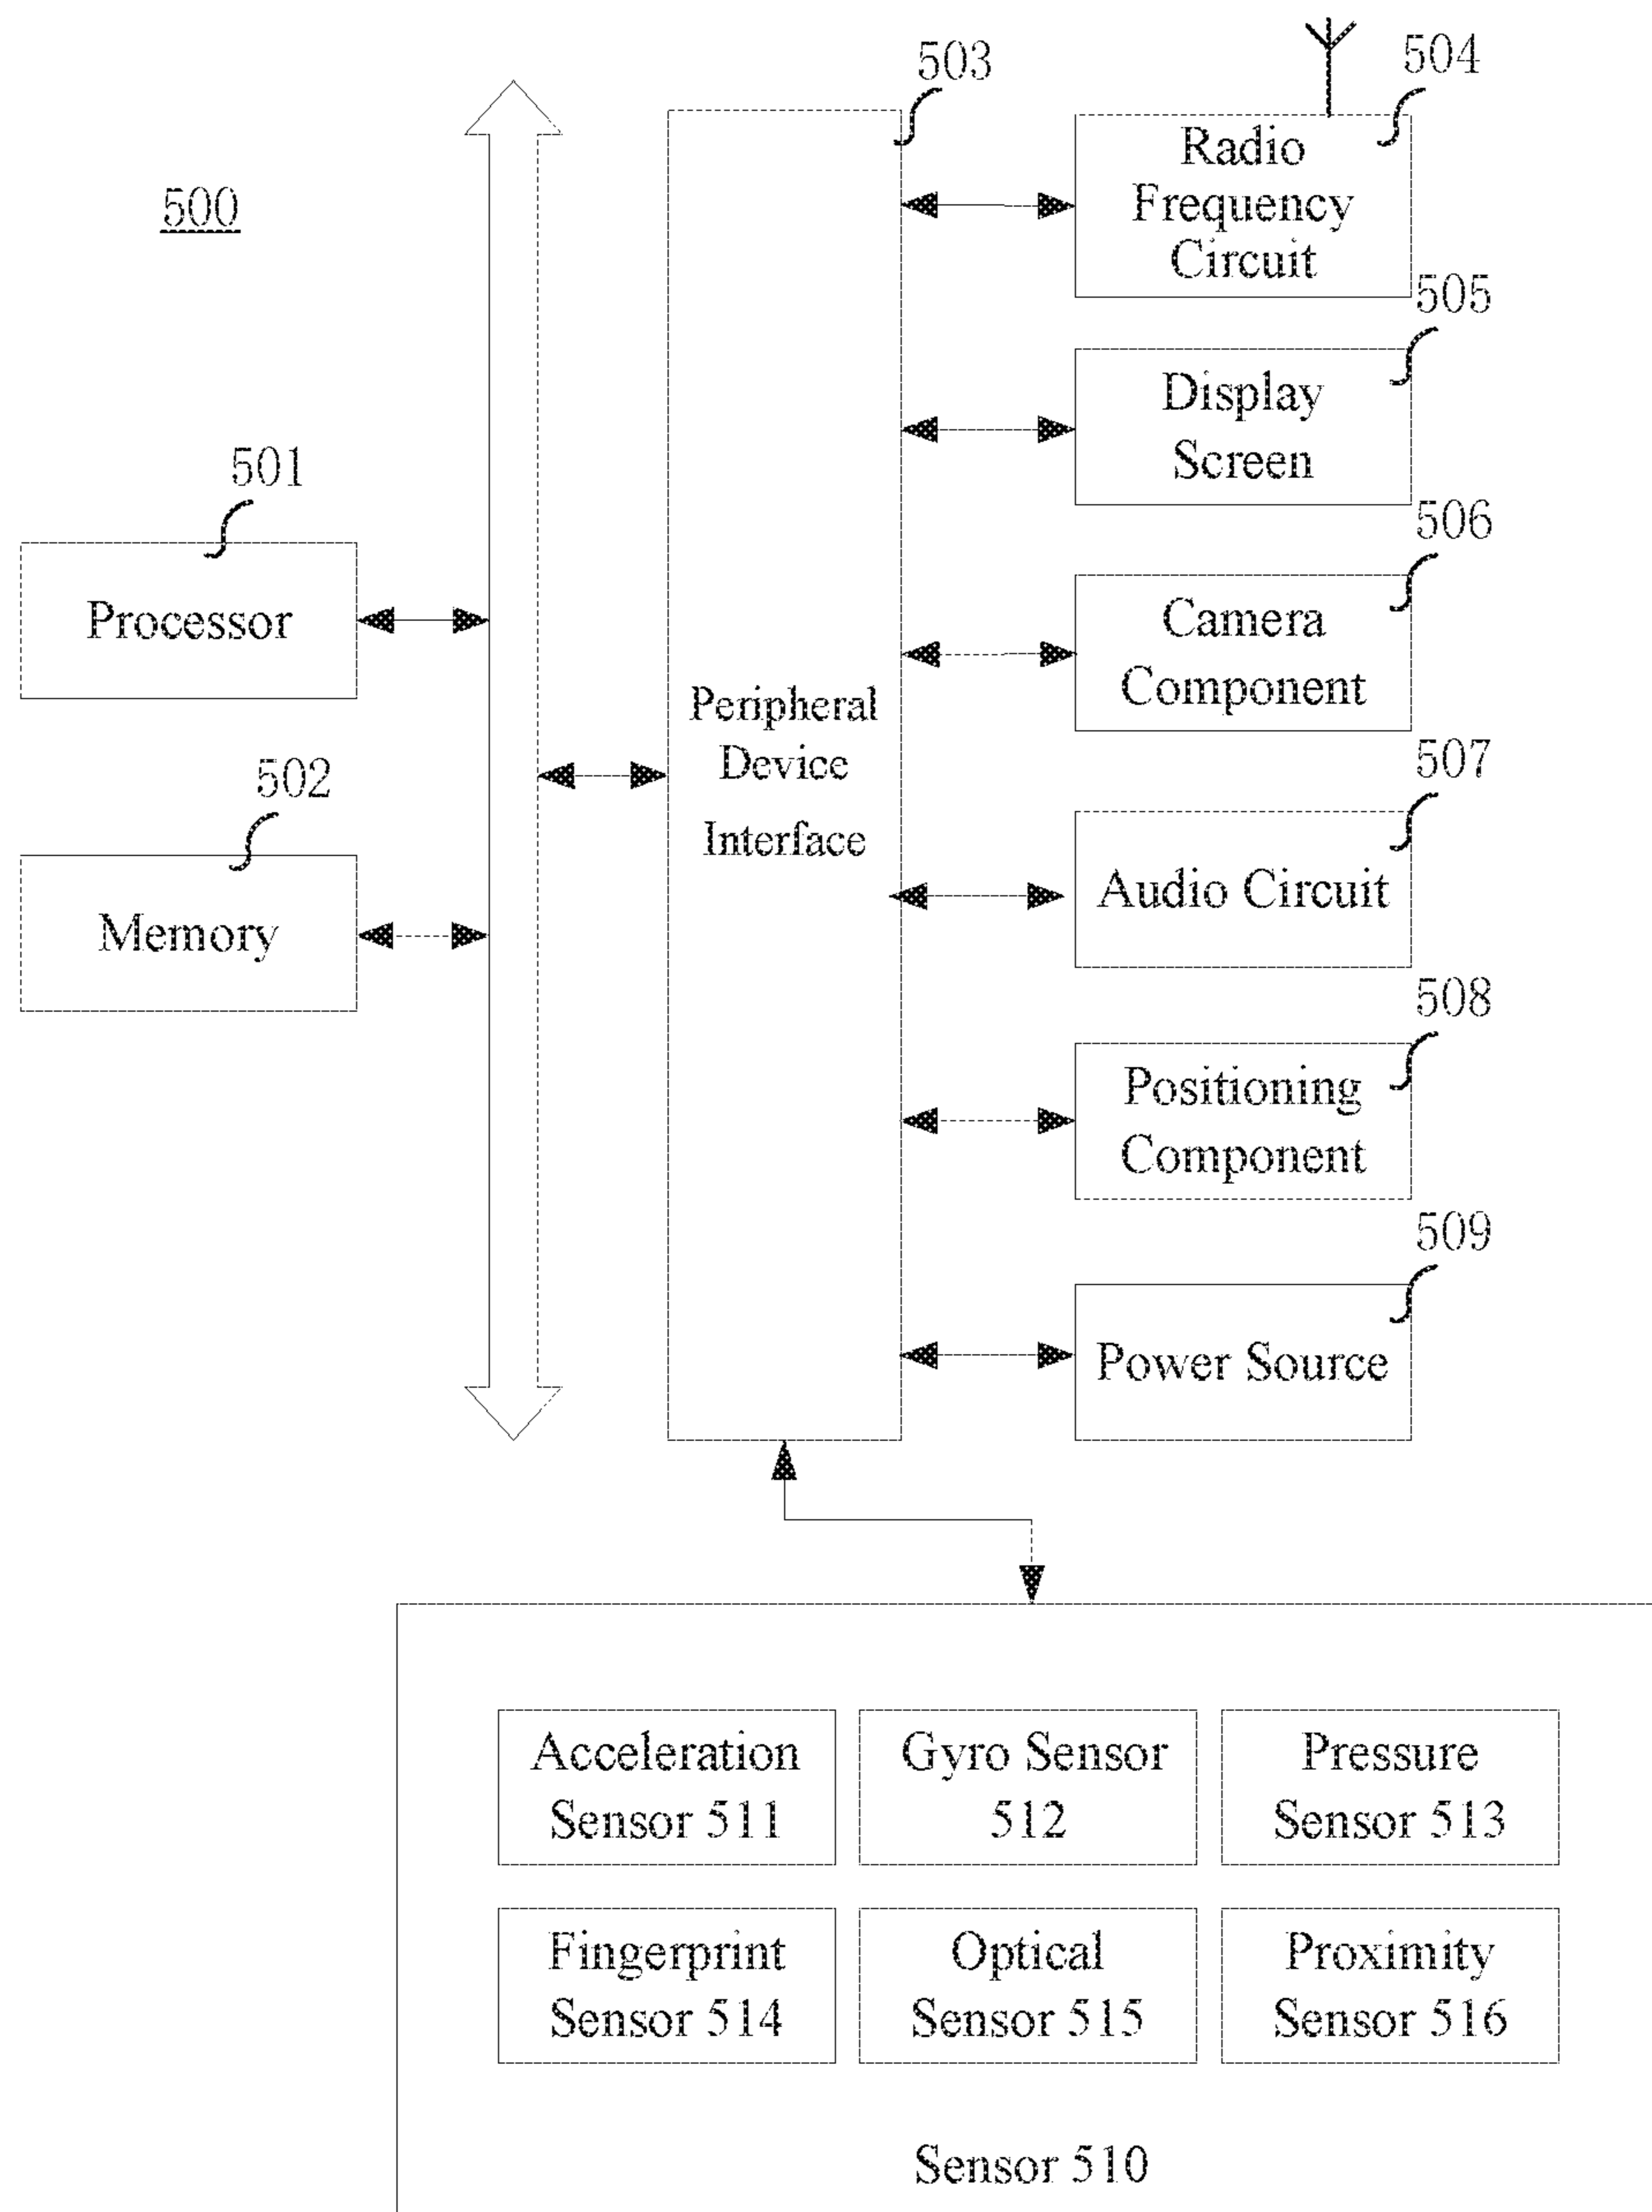 500
503
504
Radio
Frequency
Circuit
505
Display
Screen
501
Processor
506
Camera
Component
Peripheral
Device
Interface
502
Memory
507
Audio Circuit
508
Positioning
Component
509
Power Source
Acceleration
Sensor 511
Gyro Sensor
512
Pressure
Sensor 513
Fingerprint
Sensor 514
Optical
Sensor 515
Proximity
Sensor 516
Sensor 510